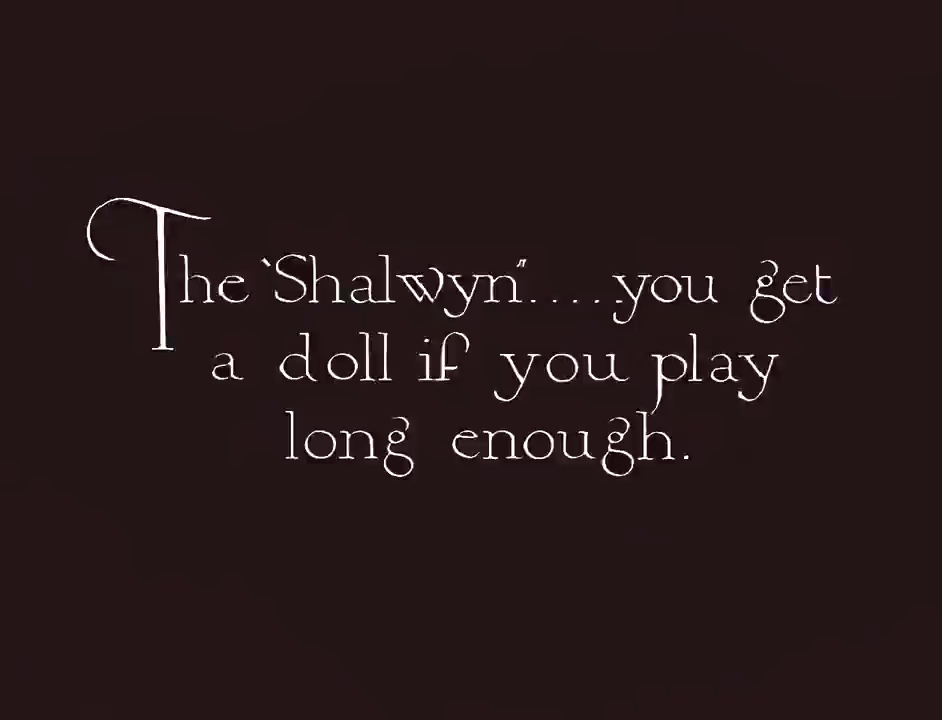 The `Shalwyn".....you get
a doll if you play
long enough.